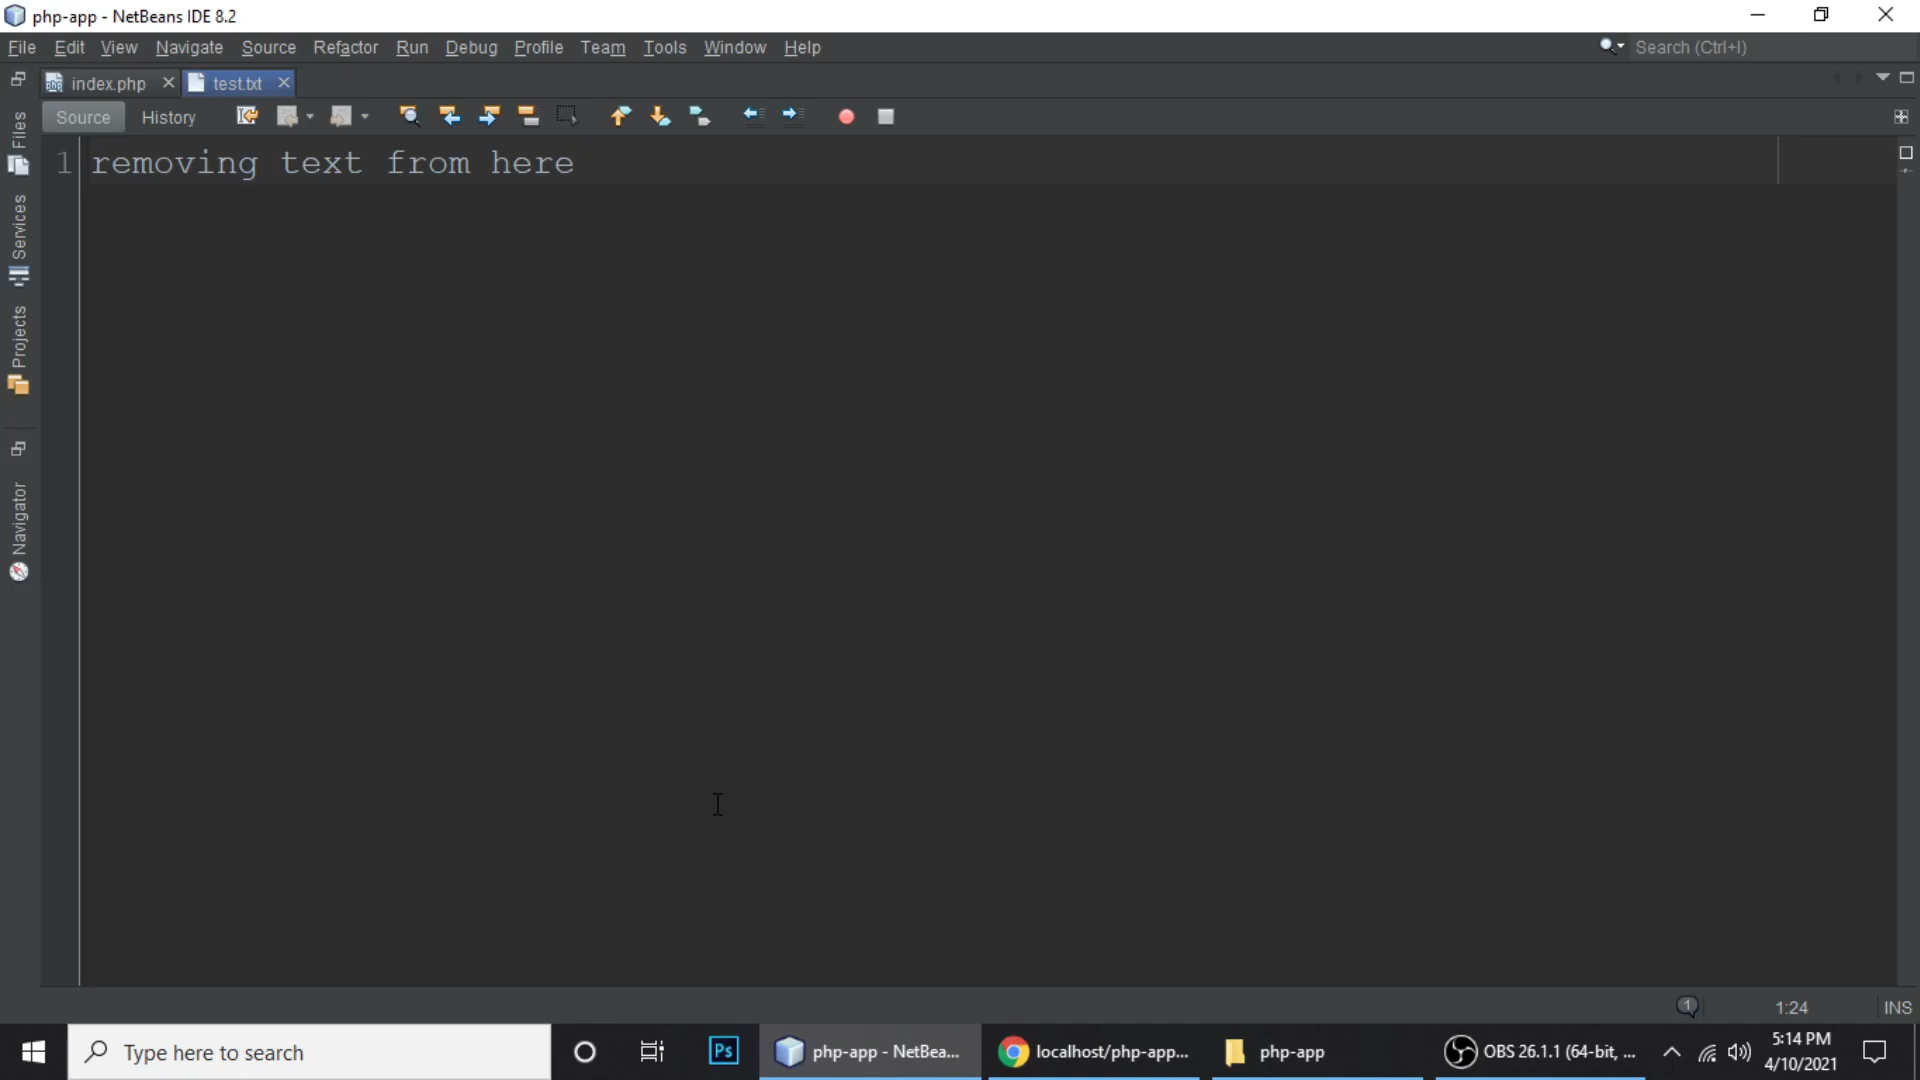 php-app - NetBeans IDE 8.2
File Edit View Navigate Source Refactor Run Debug Profile Team Tools Window Help
Search (Ctrl+I)
index.php
test.txt
Source History
Files
Services
Projects
Navigator
1 removing text from here
1
1:24
INS
Type here to search
Ps
php-app - NetBea...
localhost/php-app...
php-app
OBS 26.1.1 (64-bit, ...
5:14 PM
4/10/2021